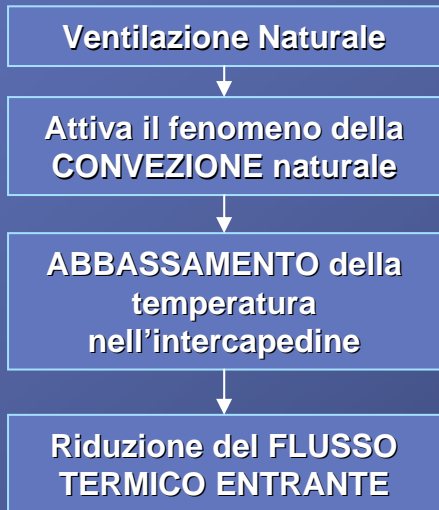 Ventilazione Naturale
Attiva il fenomeno della
CONVEZIONE naturale
ABBASSAMENTO della
temperatura
nell'intercapedine
Riduzione del FLUSSO
TERMICO ENTRANTE